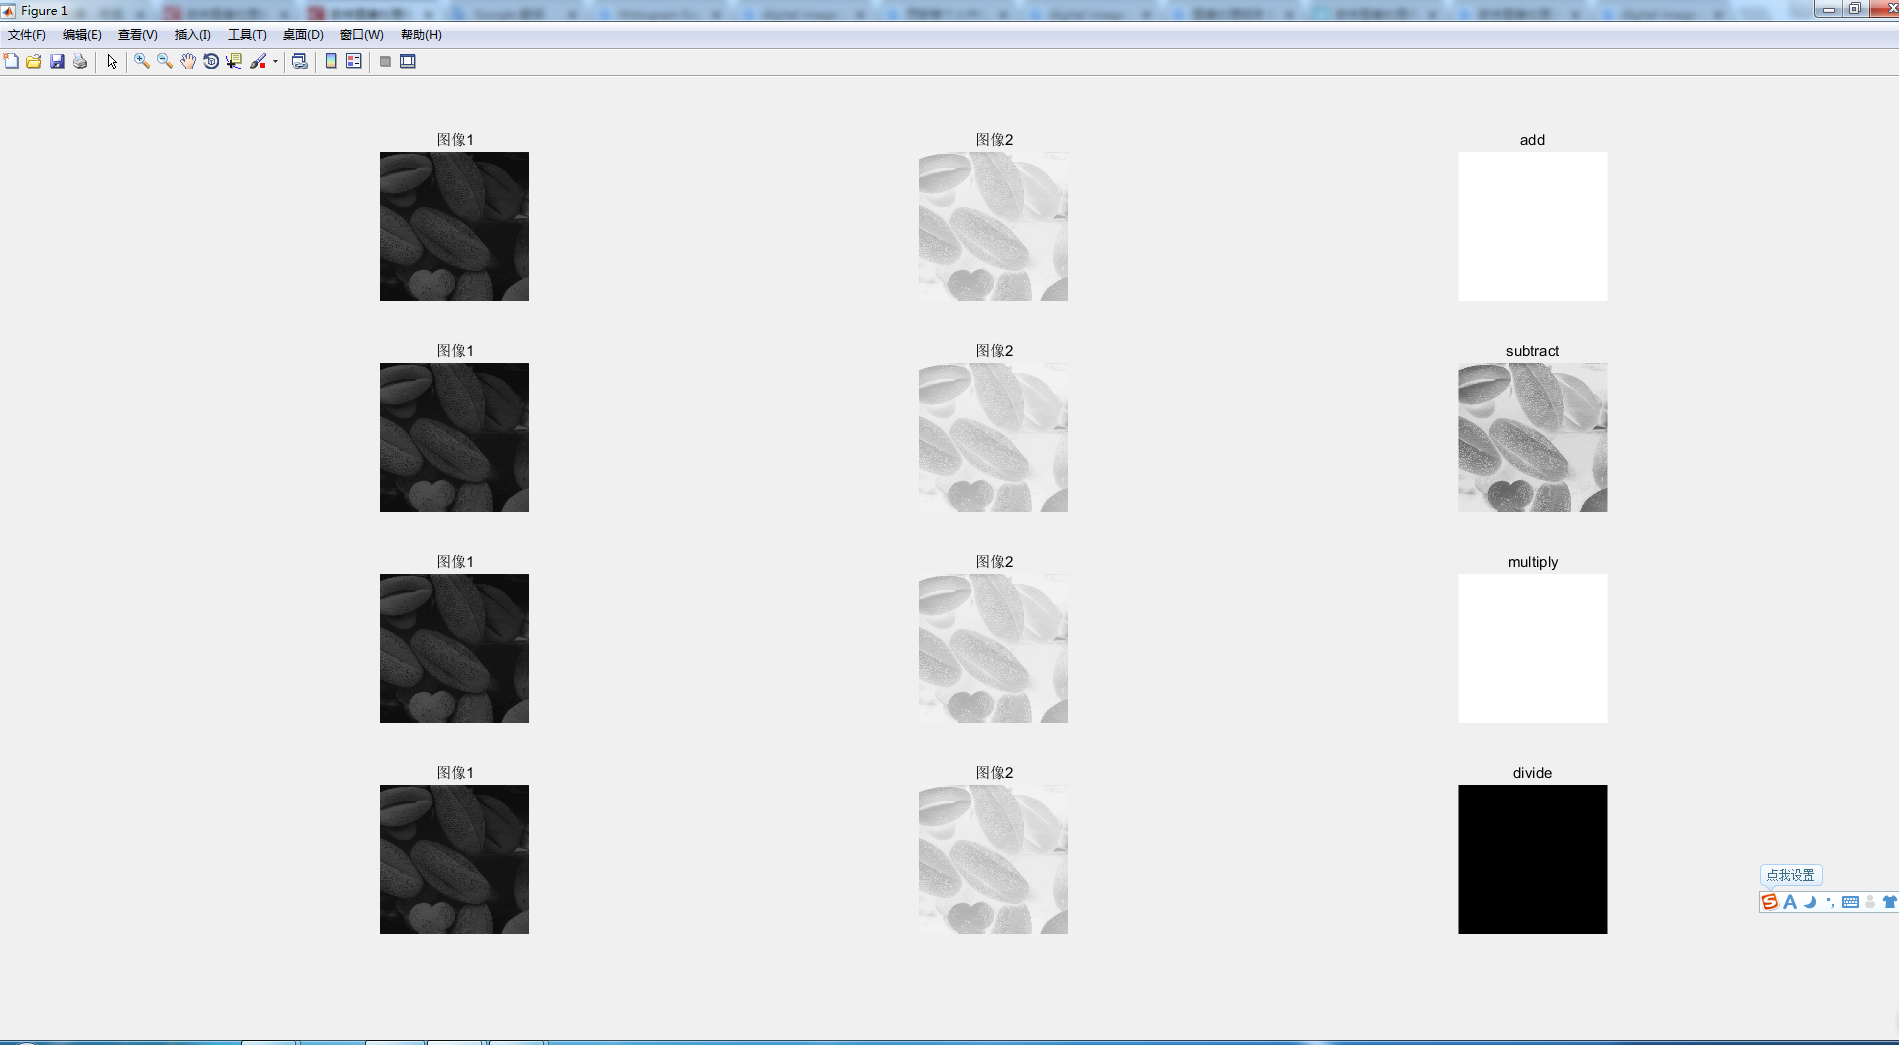 Figure 1
文件(F) 编辑(E) 查看(V) 插入(I) 工具(T) 桌面(D) 窗口(W) 帮助(H)
图像1 图像2 add
图像1 图像2 subtract
图像1 图像2 multiply
图像1 图像2 divide
点我设置